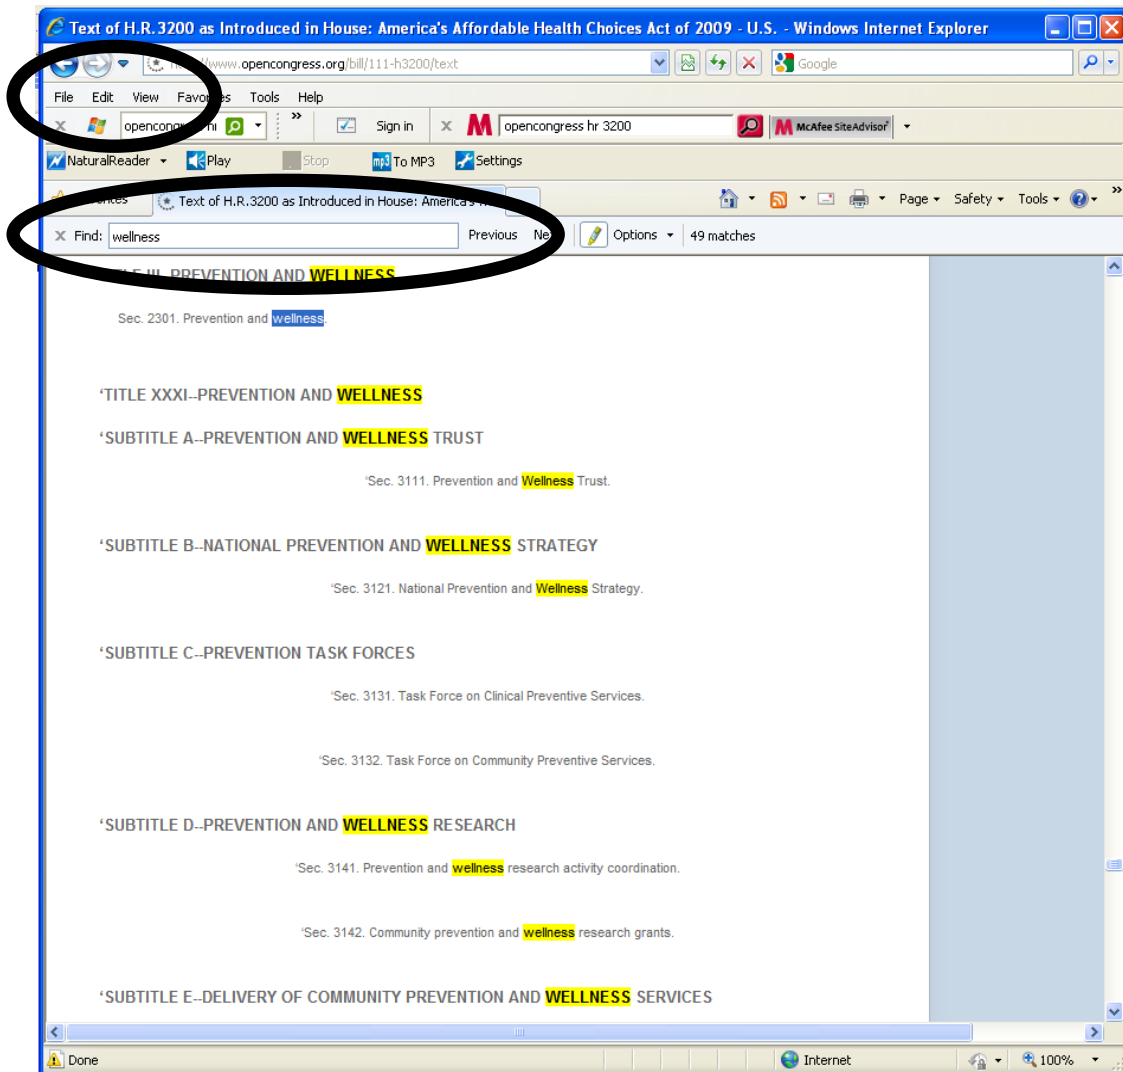 Text of H.R.3200 as Introduced in House: America's Affordable Health Choices Act of 2009 - U.S. - Windows Internet Explorer
www.opencongress.org/bill/111-h3200/text Google
File Edit View Favorites Tools Help
X opencongress hr » Sign in X M opencongress hr 3200 M McAfee SiteAdvisor
NaturalReader Play Stop mp3 To MP3 Settings
Text of H.R.3200 as Introduced in House: America's Page Safety Tools »
X Find: wellness Previous Options 49 matches
III--PREVENTION AND WELLNESS
Sec. 2301. Prevention and wellness.
‘TITLE XXXI--PREVENTION AND WELLNESS
‘SUBTITLE A--PREVENTION AND WELLNESS TRUST
‘Sec. 3111. Prevention and Wellness Trust.
‘SUBTITLE B--NATIONAL PREVENTION AND WELLNESS STRATEGY
‘Sec. 3121. National Prevention and Wellness Strategy.
‘SUBTITLE C--PREVENTION TASK FORCES
‘Sec. 3131. Task Force on Clinical Preventive Services.
‘Sec. 3132. Task Force on Community Preventive Services.
‘SUBTITLE D--PREVENTION AND WELLNESS RESEARCH
‘Sec. 3141. Prevention and wellness research activity coordination.
‘Sec. 3142. Community prevention and wellness research grants.
‘SUBTITLE E--DELIVERY OF COMMUNITY PREVENTION AND WELLNESS SERVICES
Done Internet 100%